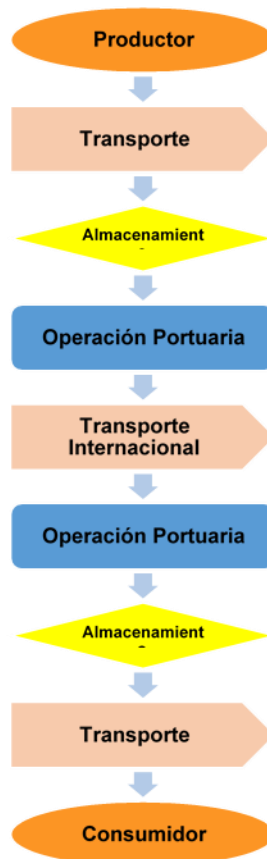 Productor
Transporte
Almacenamient
Operación Portuaria
Transporte
Internacional
Operación Portuaria
Almacenamient
Transporte
Consumidor